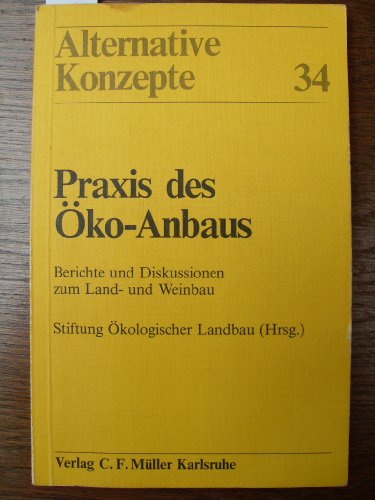 Alternative
Konzepte 34
Praxis des
Öko-Anbaus
Berichte und Diskussionen
zum Land- und Weinbau
Stiftung Ökologischer Landbau (Hrsg.)
Verlag C. F. Müller Karlsruhe